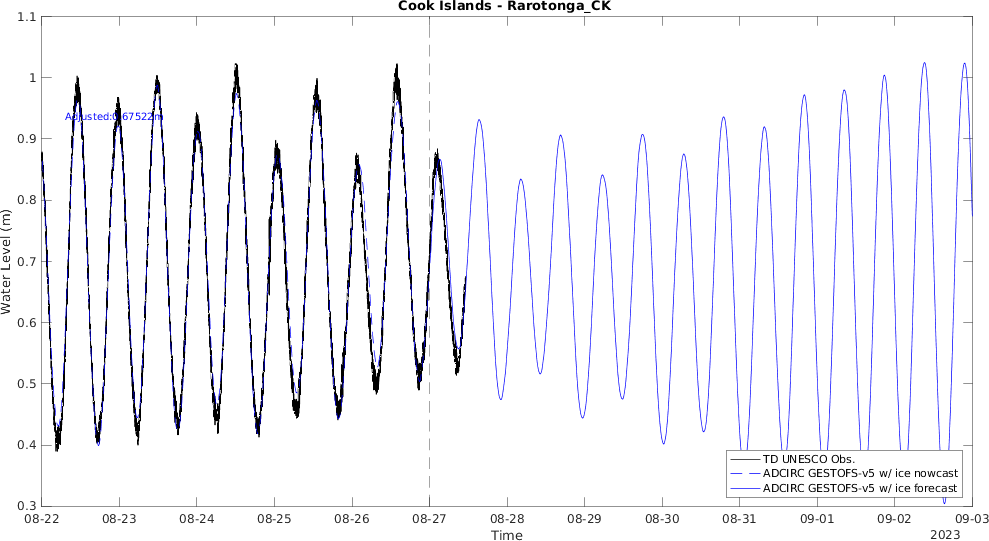 Cook Islands - Rarotonga_CK
Water Level (m)
1.1
1
0.9
0.8
0.7
0.6
0.5
0.4
0.3
Adjusted:0.67522m
TD UNESCO Obs.
ADCIRC GESTOFS-v5 w/ ice nowcast
ADCIRC GESTOFS-v5 w/ ice forecast
08-22 08-23 08-24 08-25 08-26 08-27 08-28 08-29 08-30 08-31 09-01 09-02 09-03
Time
2023